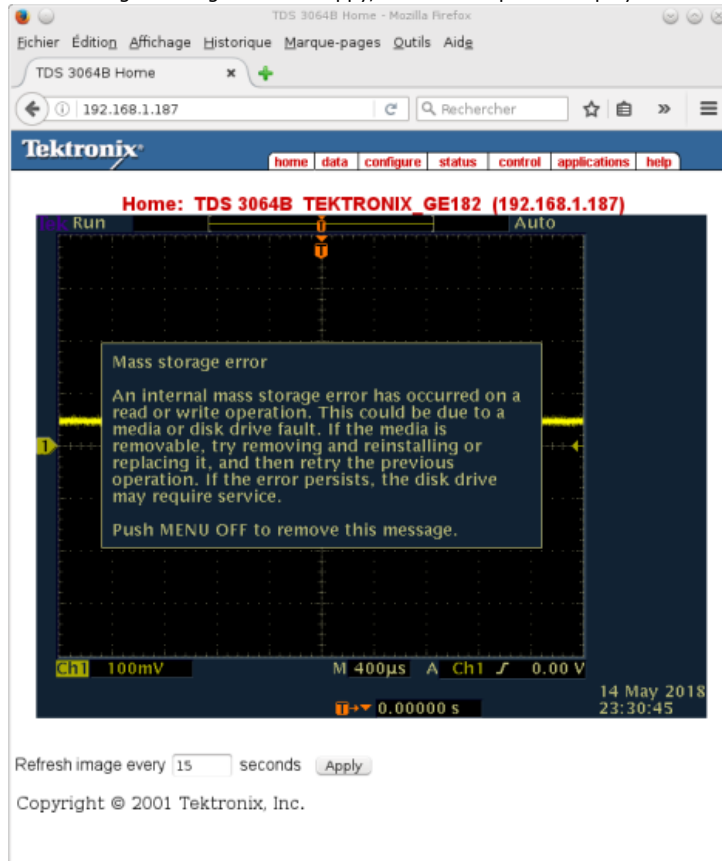 TDS 3064B Home - Mozilla Firefox
Fichier Édition Affichage Historique Marque-pages Outils Aide
TDS 3064B Home
192.168.1.187 Rechercher
Tektronix
home data configure status control applications help
Home: TDS 3064B TEKTRONIX_GE182 (192.168.1.187)
Tek Run Auto
T
Mass storage error
An internal mass storage error has occurred on a
read or write operation. This could be due to a
media or disk drive fault. If the media is
removable, try removing and reinstalling or
replacing it, and then retry the previous
operation. If the error persists, the disk drive
may require service.
Push MENU OFF to remove this message.
1
Ch1 100mV M 400µs A Ch1 0.00 V
14 May 2018
T 0.00000 s 23:30:45
Refresh image every 15 seconds Apply
Copyright © 2001 Tektronix, Inc.